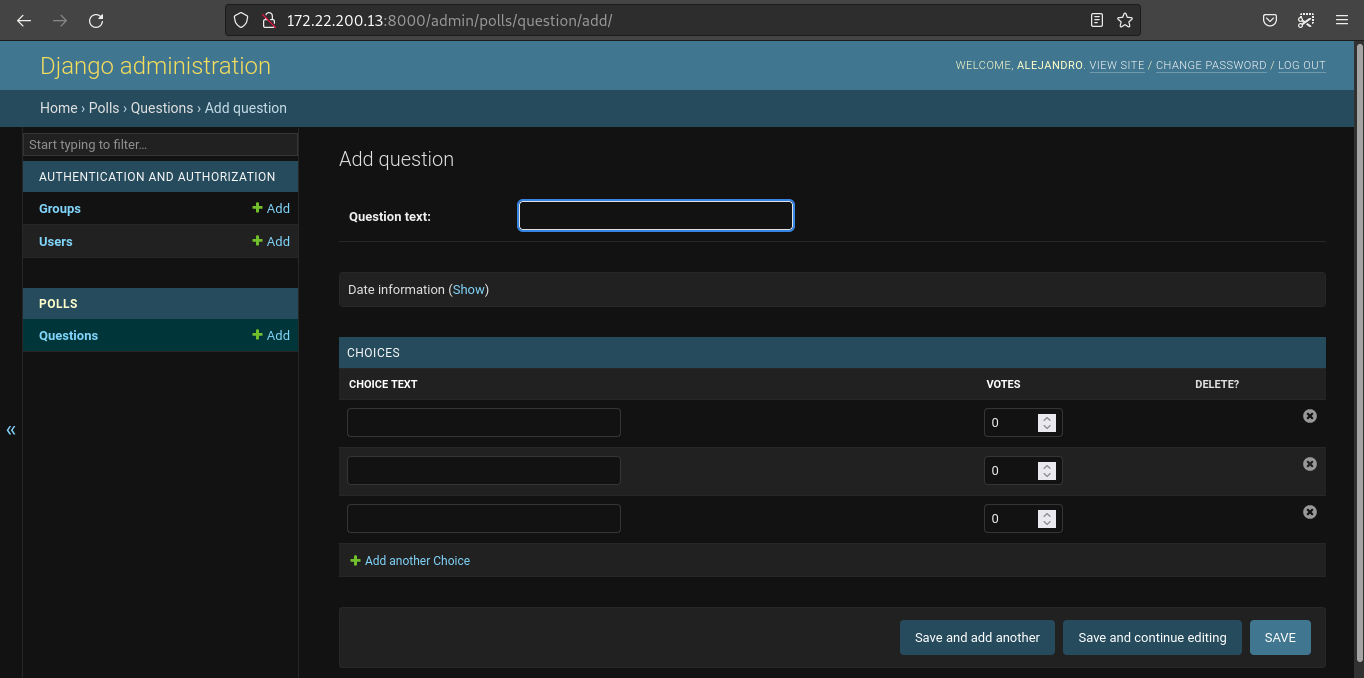 172.22.200.13:8000/admin/polls/question/add/
Django administration
WELCOME, ALEJANDRO. VIEW SITE / CHANGE PASSWORD / LOG OUT
Home › Polls › Questions › Add question
Start typing to filter...
AUTHENTICATION AND AUTHORIZATION
Groups
Add
Users
Add
POLLS
Questions
Add
«
Add question
Question text:
Date information (Show)
CHOICES
CHOICE TEXT VOTES DELETE?
0
0
0
Add another Choice
Save and add another
Save and continue editing
SAVE